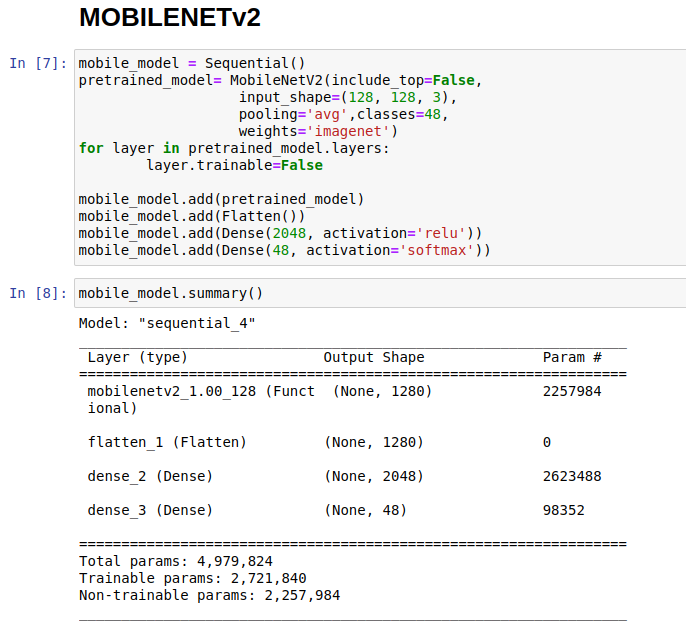 MOBILENETv2
In [7]: mobile_model = Sequential()
pretrained_model= MobileNetV2(include_top=False,
input_shape=(128, 128, 3),
pooling='avg',classes=48,
weights='imagenet')
for layer in pretrained_model.layers:
layer.trainable=False
mobile_model.add(pretrained_model)
mobile_model.add(Flatten())
mobile_model.add(Dense(2048, activation='relu'))
mobile_model.add(Dense(48, activation='softmax'))
In [8]: mobile_model.summary()
Model: "sequential_4"
Layer (type) Output Shape Param #
=================================================================
mobilenetv2_1.00_128 (Funct (None, 1280) 2257984
ional)
flatten_1 (Flatten) (None, 1280) 0
dense_2 (Dense) (None, 2048) 2623488
dense_3 (Dense) (None, 48) 98352
=================================================================
Total params: 4,979,824
Trainable params: 2,721,840
Non-trainable params: 2,257,984